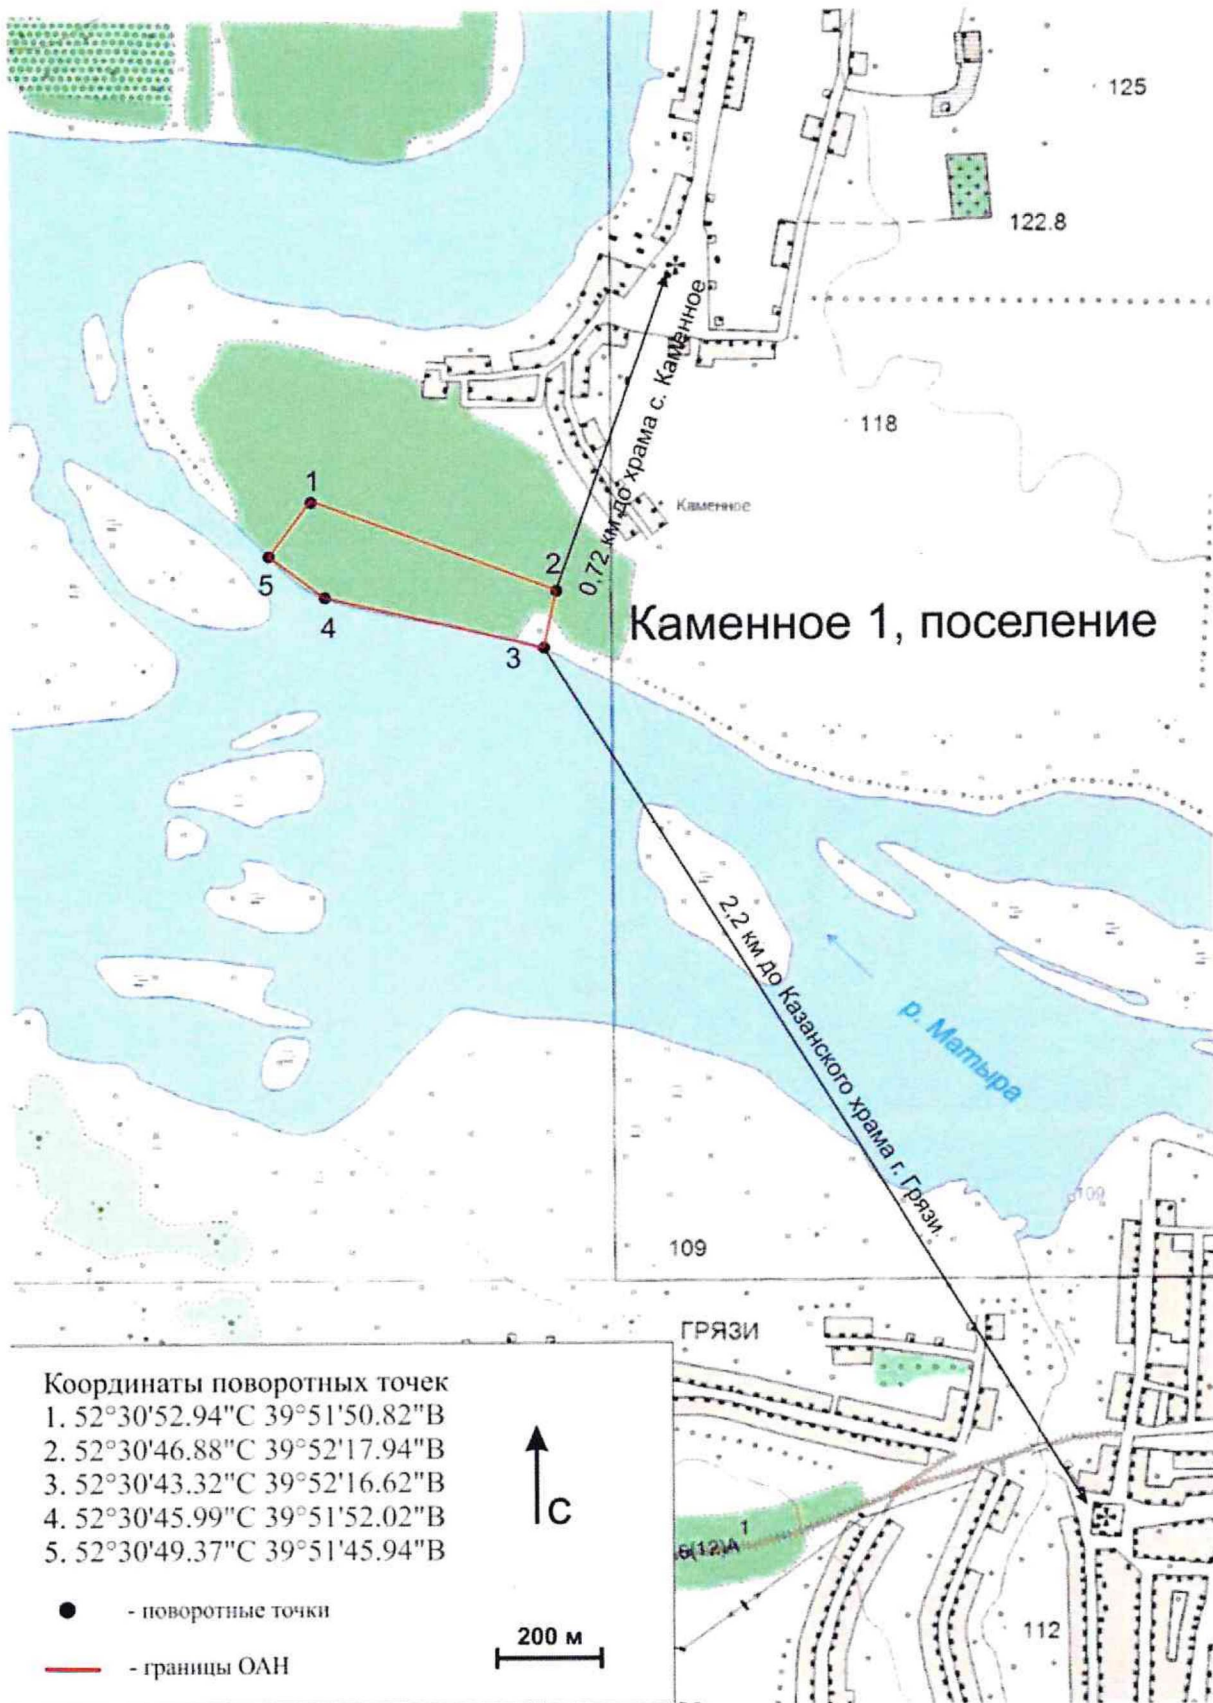 125
122.8
0,72 км до храма с. Каменное
118
1
Каменное
2
5
4
3
Каменное 1, поселение
2,2 км до Казанского храма г. Грязи.
р. Матыра
109
109
ГРЯЗИ
Координаты поворотных точек
1. 52°30'52.94"С 39°51'50.82"В
2. 52°30'46.88"С 39°52'17.94"В
3. 52°30'43.32"С 39°52'16.62"В
4. 52°30'45.99"С 39°51'52.02"В
5. 52°30'49.37"С 39°51'45.94"В
С
- поворотные точки
200 м
- границы ОАН
1
6(12)А
112